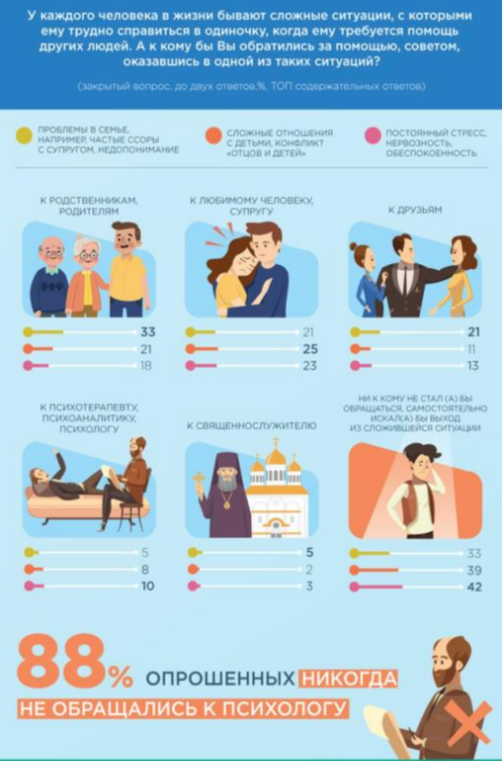 У каждого человека в жизни бывают сложные ситуации, с которыми
ему трудно справиться в одиночку, когда ему требуется помощь
других людей. А к кому бы Вы обратились за помощью, советом,
оказавшись в одной из таких ситуаций?
(закрытый вопрос, до двух ответов,%, ТОП содержательных ответов)
ПРОБЛЕМЫ В СЕМЬЕ,
НАПРИМЕР, ЧАСТЫЕ ССОРЫ
С СУПРУГОМ, НЕДОПОНИМАНИЕ
СЛОЖНЫЕ ОТНОШЕНИЯ
С ДЕТЬМИ, КОНФЛИКТ
«ОТЦОВ И ДЕТЕЙ»
ПОСТОЯННЫЙ СТРЕСС,
НЕРВОЗНОСТЬ,
ОБЕСПОКОЕННОСТЬ
К РОДСТВЕННИКАМ,
РОДИТЕЛЯМ
33
21
18
К ЛЮБИМОМУ ЧЕЛОВЕКУ,
СУПРУГУ
21
25
23
К ДРУЗЬЯМ
21
11
13
К ПСИХОТЕРАПЕВТУ,
ПСИХОАНАЛИТИКУ,
ПСИХОЛОГУ
5
8
10
К СВЯЩЕННОСЛУЖИТЕЛЮ
5
2
3
НИ К КОМУ НЕ СТАЛ (А) БЫ
ОБРАЩАТЬСЯ, САМОСТОЯТЕЛЬНО
ИСКАЛ(А) БЫ ВЫХОД
ИЗ СЛОЖИВШЕЙСЯ СИТУАЦИИ
33
39
42
88% ОПРОШЕННЫХ НИКОГДА
НЕ ОБРАЩАЛИСЬ К ПСИХОЛОГУ